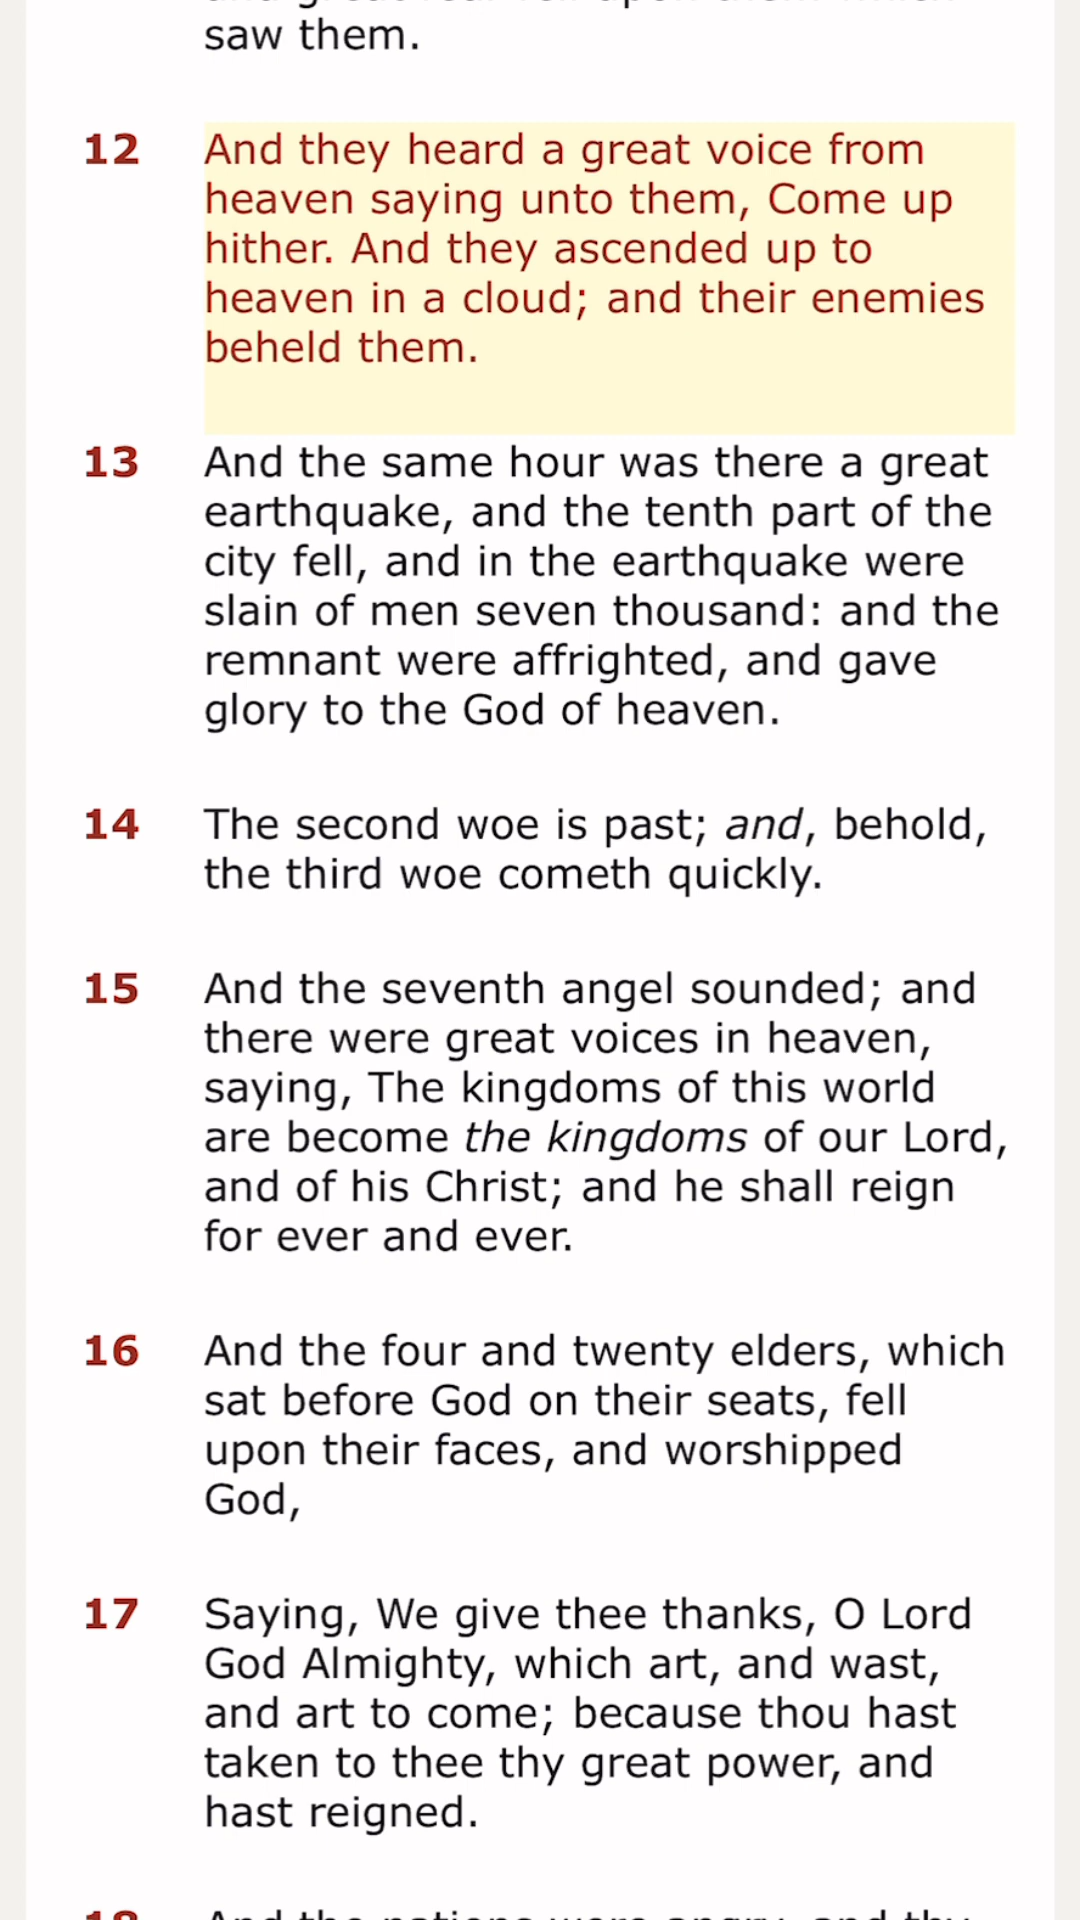 saw them.
12 And they heard a great voice from
heaven saying unto them, Come up
hither. And they ascended up to
heaven in a cloud; and their enemies
beheld them.
13 And the same hour was there a great
earthquake, and the tenth part of the
city fell, and in the earthquake were
slain of men seven thousand: and the
remnant were affrighted, and gave
glory to the God of heaven.
14 The second woe is past; and, behold,
the third woe cometh quickly.
15 And the seventh angel sounded; and
there were great voices in heaven,
saying, The kingdoms of this world
are become the kingdoms of our Lord,
and of his Christ; and he shall reign
for ever and ever.
16 And the four and twenty elders, which
sat before God on their seats, fell
upon their faces, and worshipped
God,
17 Saying, We give thee thanks, O Lord
God Almighty, which art, and wast,
and art to come; because thou hast
taken to thee thy great power, and
hast reigned.
18 And the nations were angry, and thy